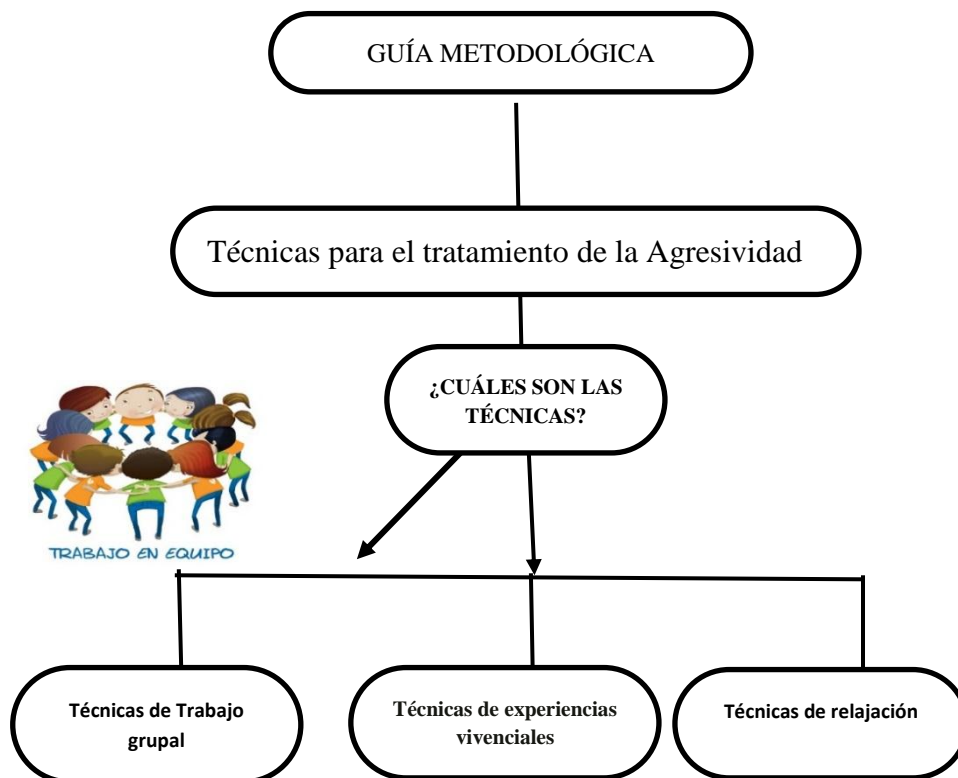 GUÍA METODOLÓGICA
Técnicas para el tratamiento de la Agresividad
¿CUÁLES SON LAS
TÉCNICAS?
TRABAJO EN EQUIPO
Técnicas de Trabajo
grupal
Técnicas de experiencias
vivenciales
Técnicas de relajación